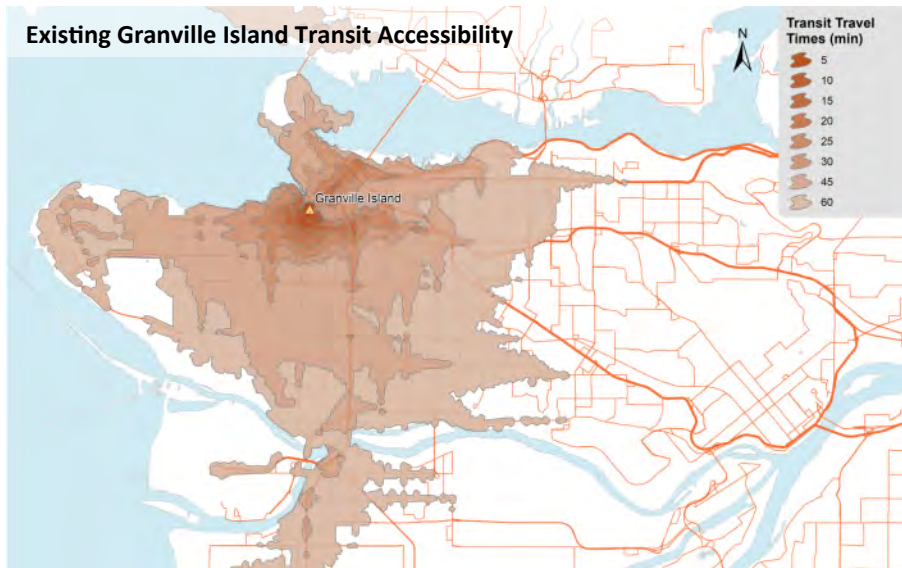 Existing Granville Island Transit Accessibility
N
Transit Travel
Times (min)
5
10
15
20
25
30
45
60
Granville Island